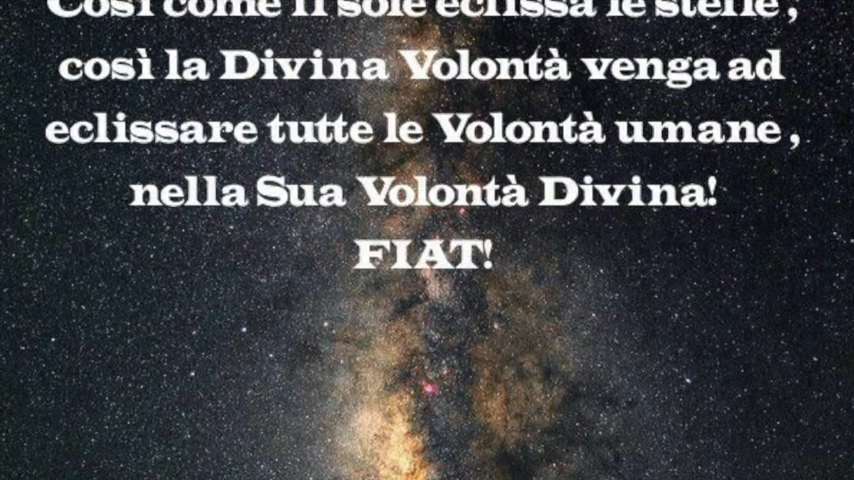 Così come il sole eclissa le stelle ,
così la Divina Volontà venga ad
eclissare tutte le Volontà umane ,
nella Sua Volontà Divina!
FIAT!